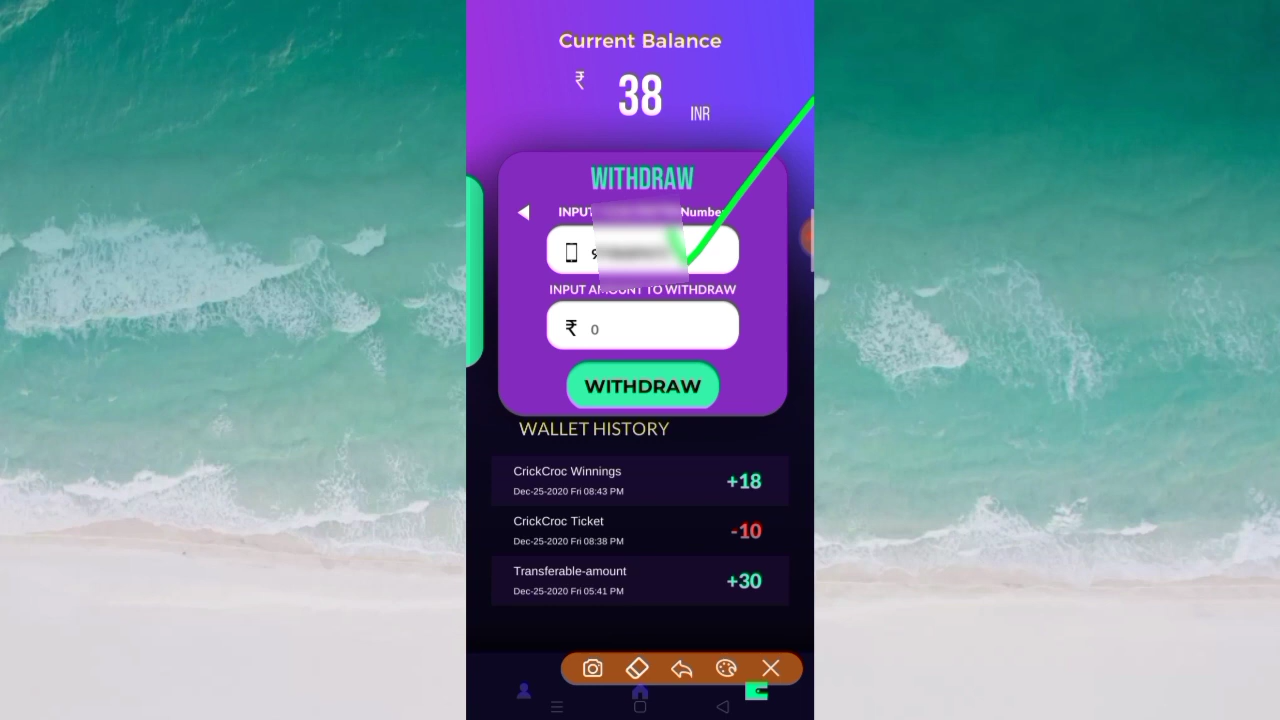 Current Balance
₹ 38 INR
WITHDRAW
INPUT Number
INPUT AMOUNT TO WITHDRAW
₹ 0
WITHDRAW
WALLET HISTORY
CrickCroc Winnings
+18
Dec-25-2020 Fri 08:43 PM
CrickCroc Ticket
-10
Dec-25-2020 Fri 08:38 PM
Transferable-amount
+30
Dec-25-2020 Fri 05:41 PM